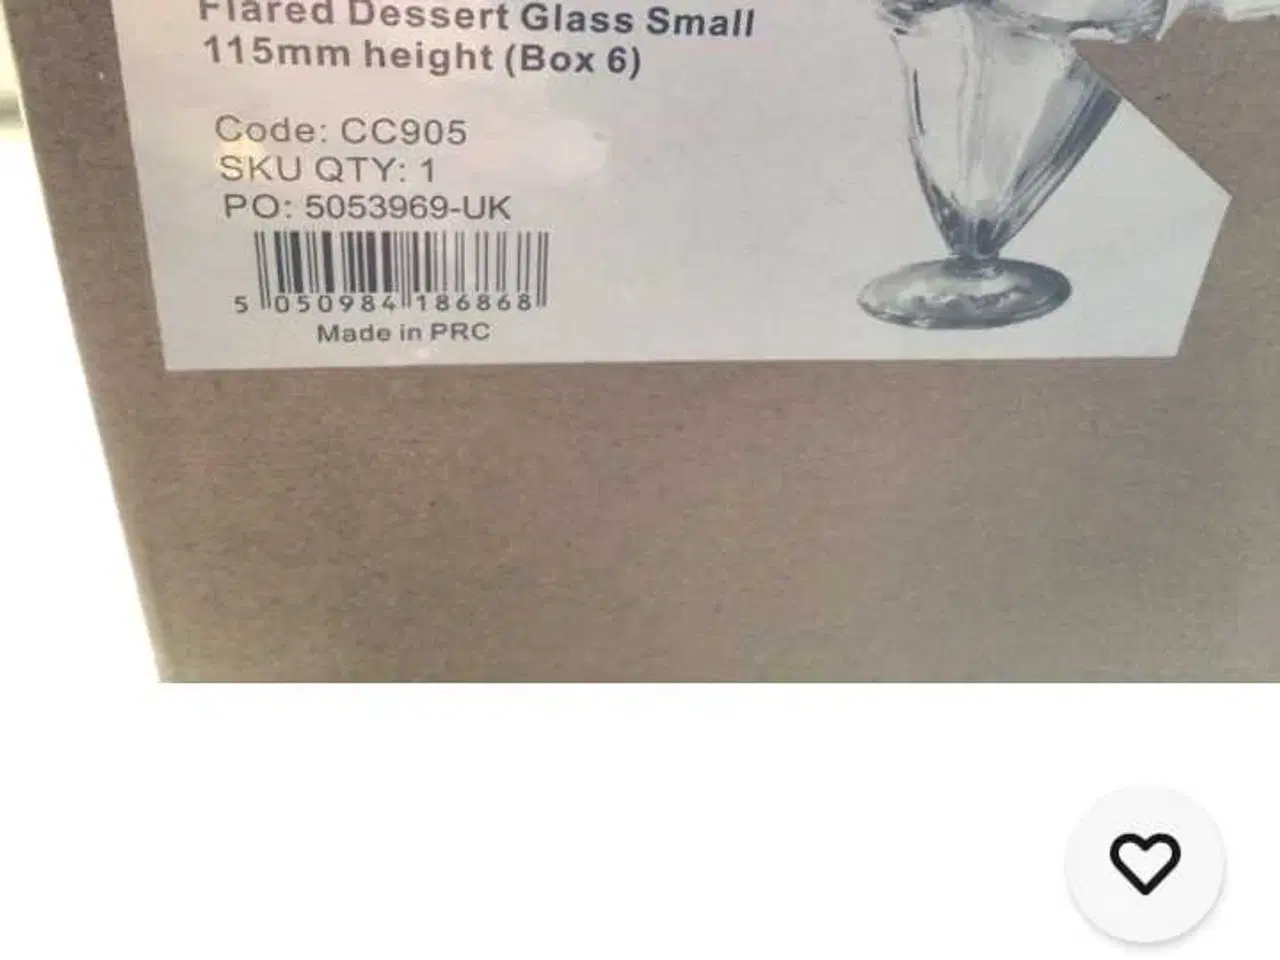 Flared Dessert Glass Small
115mm height (Box 6)
Code: CC905
SKU QTY: 1
PO: 5053969-UK
5 050984 186868
Made in PRC